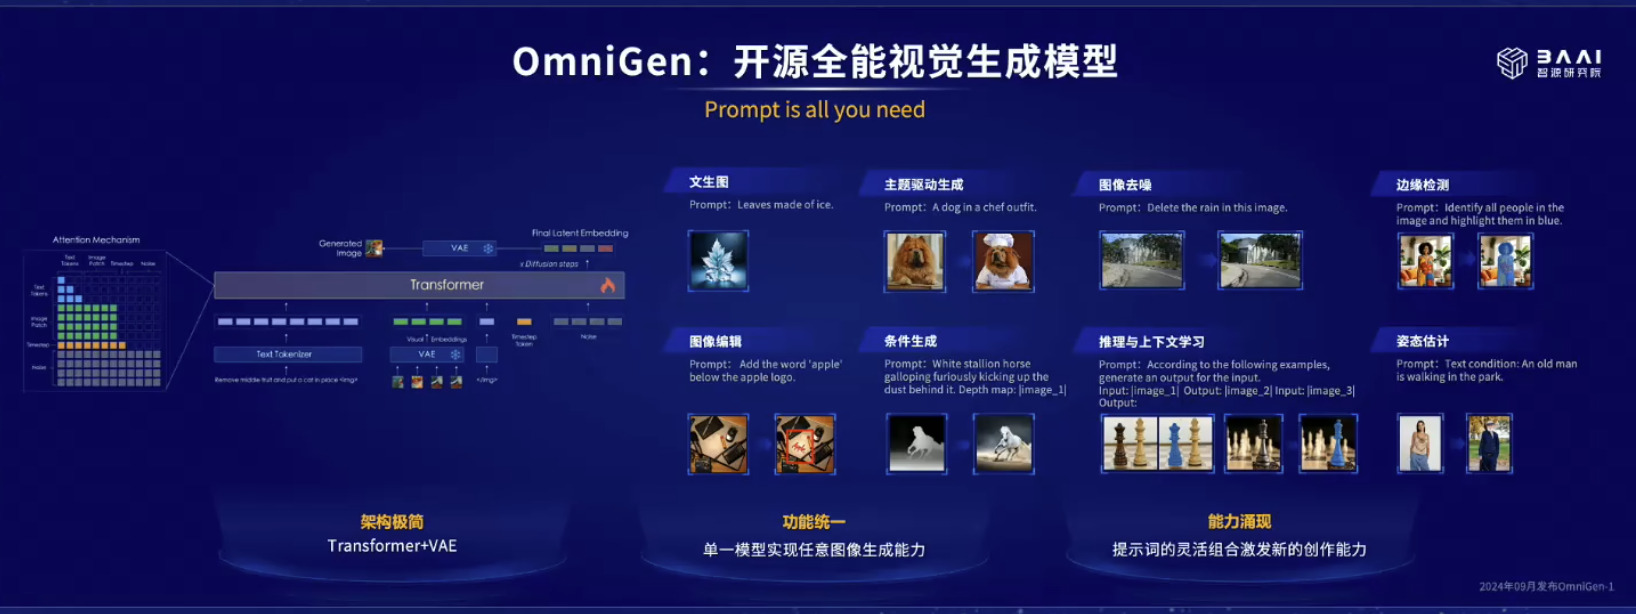 OmniGen：开源全能视觉生成模型
Prompt is all you need
BAAI
智源研究院
Attention Mechanism
Text Tokens
Image Patch
Timestep
Noise
Text Tokens
Image Patch
Timestep
Noise
Generated Image
VAE
Final Latent Embedding
x Diffusion steps
Transformer
Text Tokenizer
Visual Embeddings
VAE
Timestep Token
Noise
Remove middle fruit and put a cat in place <img>
</img>
架构极简
Transformer+VAE
文生图
Prompt：Leaves made of ice.
主题驱动生成
Prompt：A dog in a chef outfit.
图像去噪
Prompt：Delete the rain in this image.
边缘检测
Prompt：Identify all people in the
image and highlight them in blue.
图像编辑
Prompt：Add the word 'apple'
below the apple logo.
条件生成
Prompt：White stallion horse
galloping furiously kicking up the
dust behind it. Depth map: |image_1|
推理与上下文学习
Prompt：According to the following examples,
generate an output for the input.
Input: |image_1| Output: |image_2| Input: |image_3|
Output:
姿态估计
Prompt：Text condition: An old man
is walking in the park.
功能统一
单一模型实现任意图像生成能力
能力涌现
提示词的灵活组合激发新的创作能力
2024年09月发布OmniGen-1